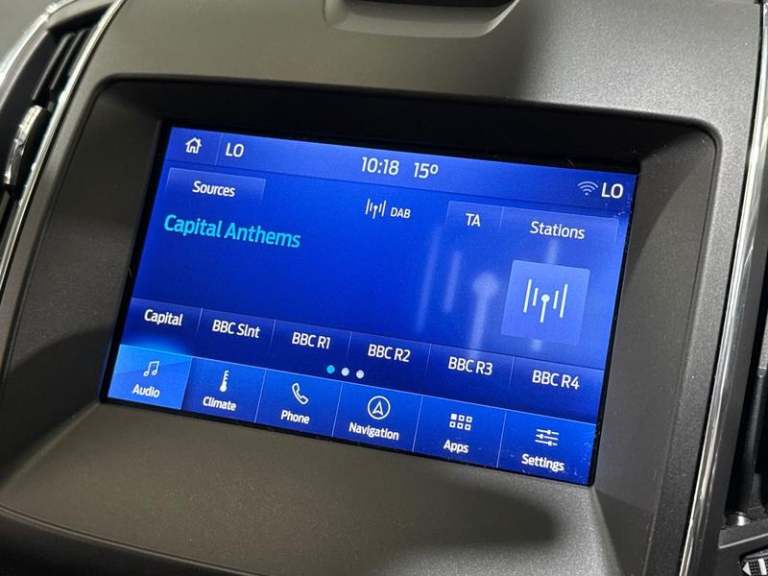 LO 10:18 15° LO
Sources DAB TA Stations
Capital Anthems
Capital BBC Slnt BBC R1 BBC R2 BBC R3 BBC R4
Audio Climate Phone Navigation Apps Settings